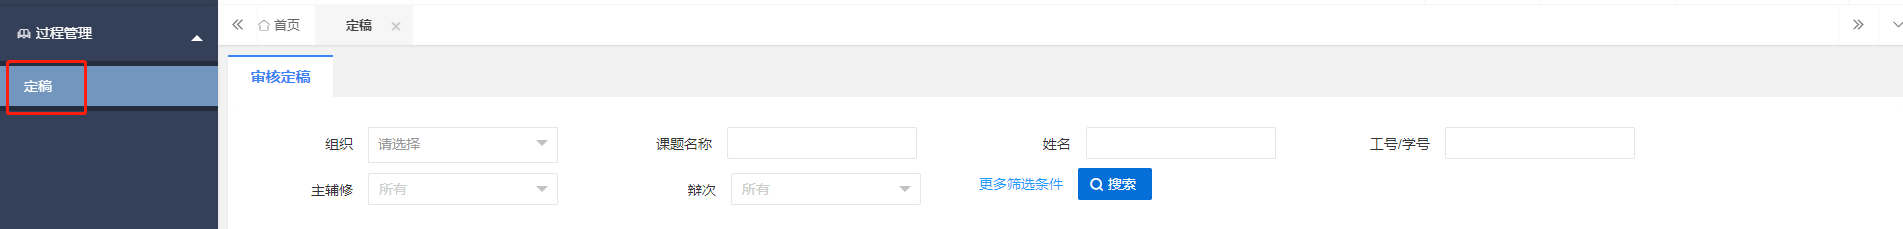 过程管理
定稿
首页
定稿
审核定稿
组织 请选择 课题名称 姓名 工号/学号
主辅修 所有 辩次 所有 更多筛选条件 搜索